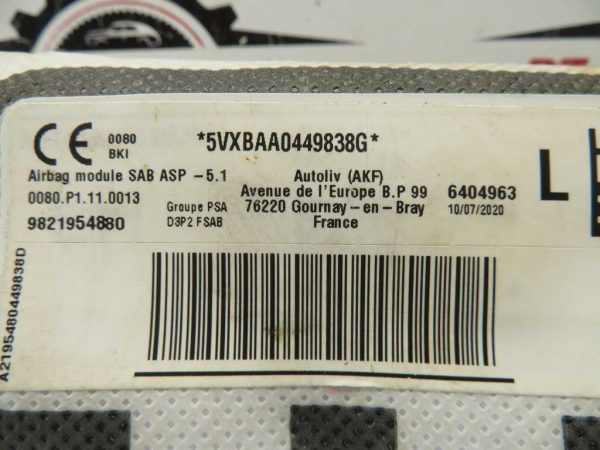 CE 0080 BKI *5VXBAA0449838G*
Airbag module SAB ASP -5.1 Autoliv (AKF)
0080.P1.11.0013 Groupe PSA Avenue de l'Europe B.P 99 6404963 L
9821954880 D3P2 FSAB 76220 Gournay-en-Bray 10/07/2020
France
A2195480449838D